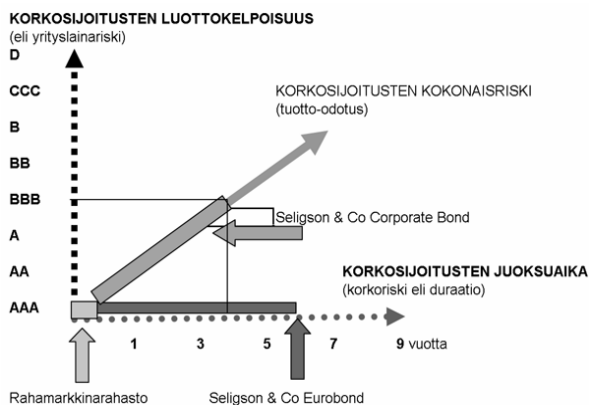 KORKOSIJOITUSTEN LUOTTOKELPOISUUS
(eli yrityslainariski)
D
CCC
B
BB
BBB
A
AA
AAA
KORKOSIJOITUSTEN KOKONAISRISKI
(tuotto-odotus)
Seligson & Co Corporate Bond
KORKOSIJOITUSTEN JUOKSUAIKA
(korkoriski eli duraatio)
1 3 5 7 9 vuotta
Rahamarkkinarahasto
Seligson & Co Eurobond